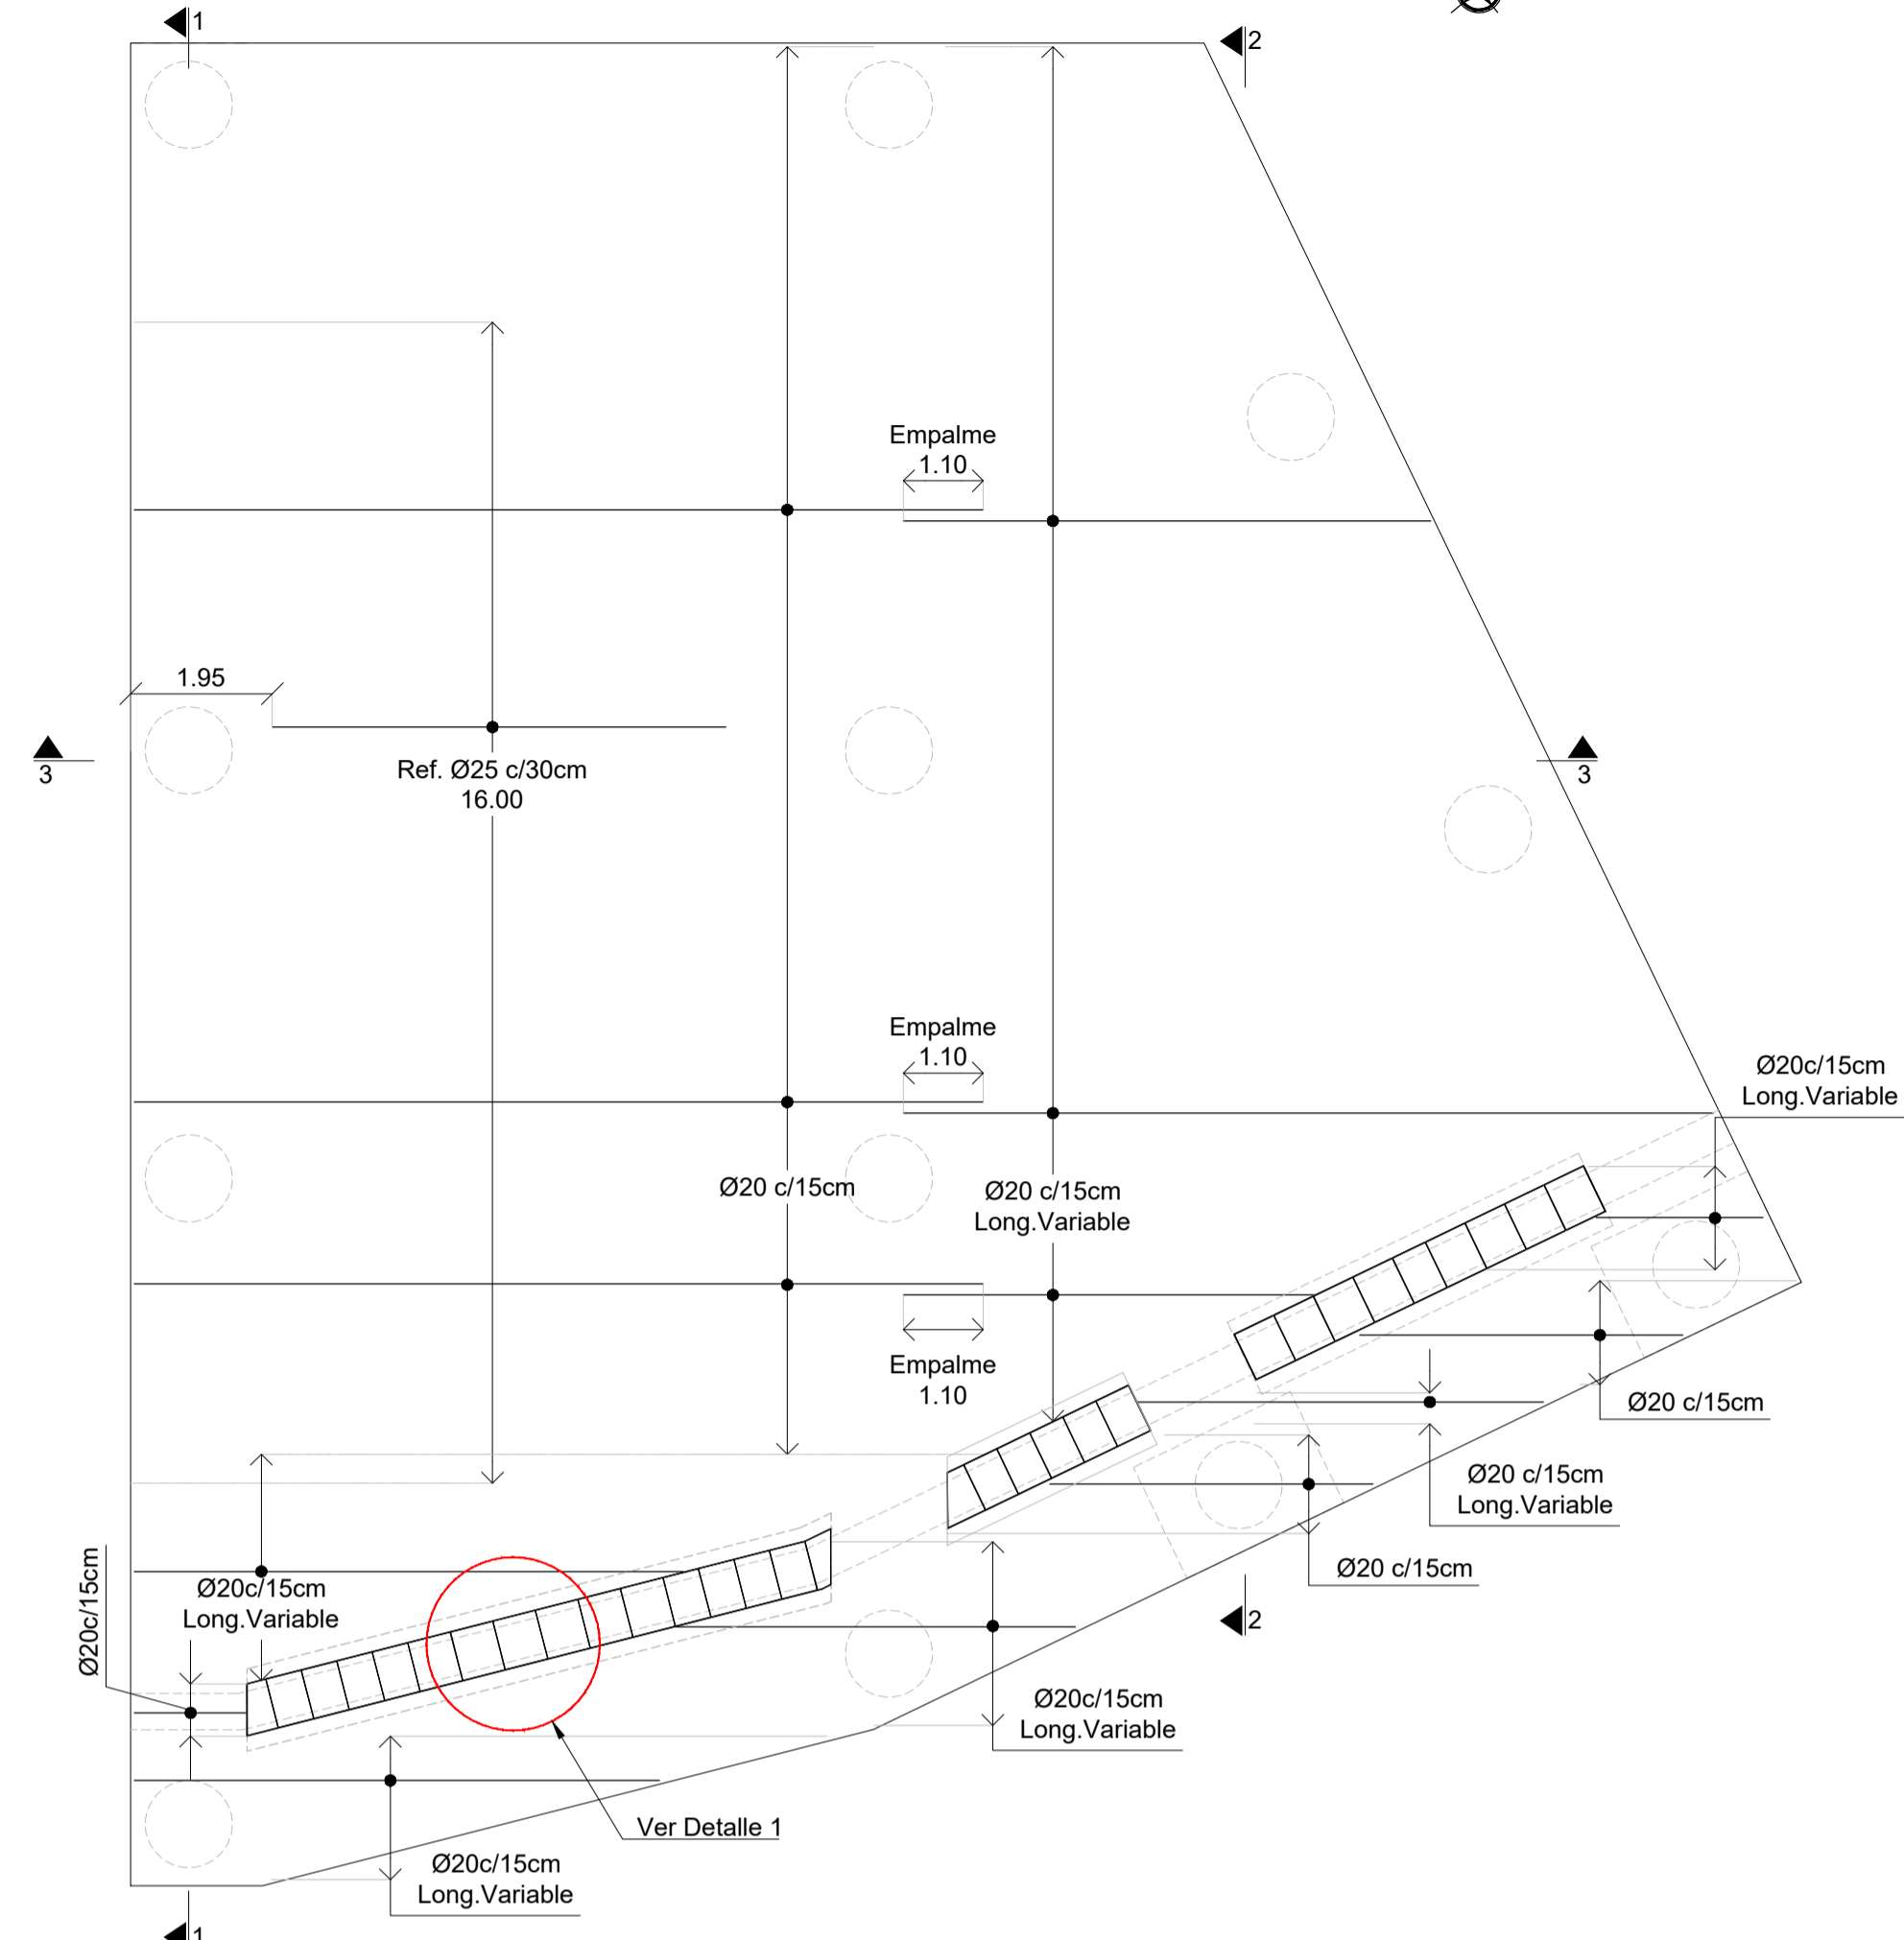 1
2
Empalme
1.10
1.95
3
3
Ref. Ø25 c/30cm
16.00
Empalme
1.10
Ø20c/15cm
Long.Variable
Ø20 c/15cm
Ø20 c/15cm
Long.Variable
Empalme
1.10
Ø20 c/15cm
Ø20 c/15cm
Long.Variable
Ø20 c/15cm
Ø20c/15cm
Ø20c/15cm
Long.Variable
2
Ø20c/15cm
Long.Variable
Ver Detalle 1
Ø20c/15cm
Long.Variable
1